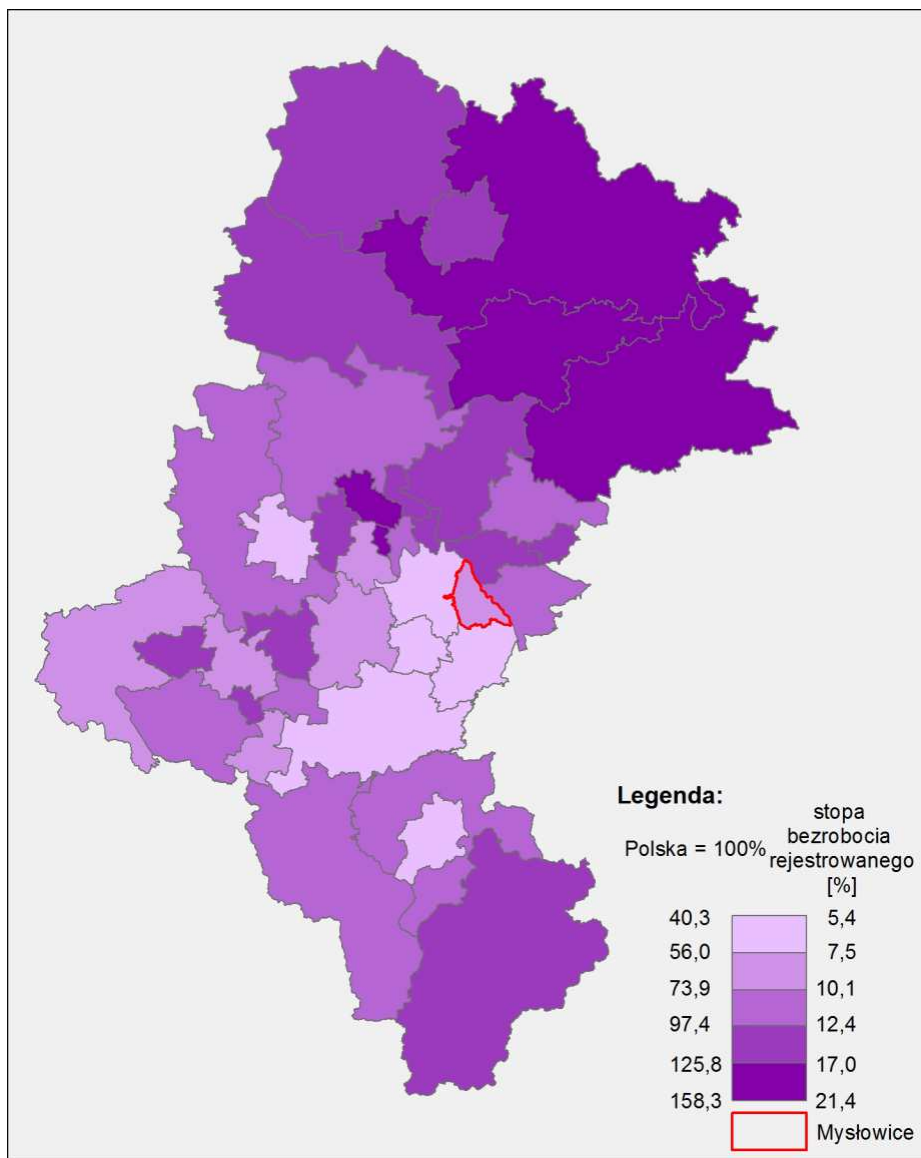 Legenda:
stopa
bezrobocia
Polska = 100% rejestrowanego
[%]
40,3 5,4
56,0 7,5
73,9 10,1
97,4 12,4
125,8 17,0
158,3 21,4
Mysłowice